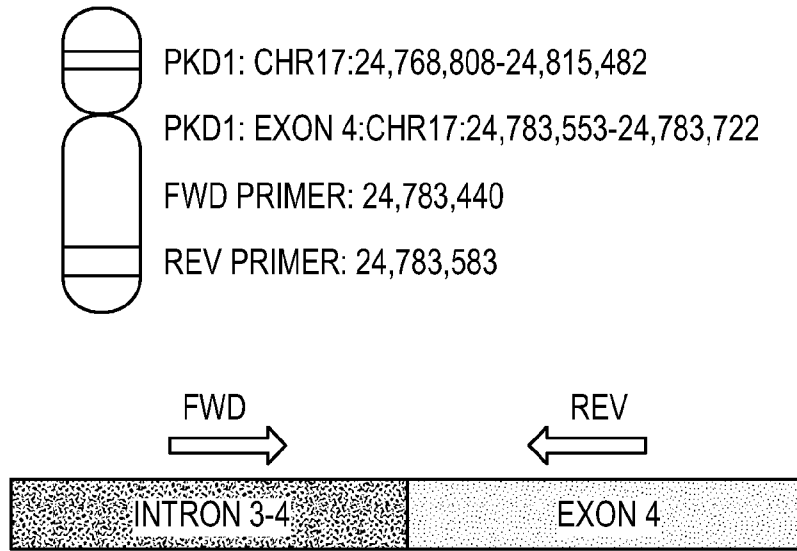 PKD1: CHR17:24,768,808-24,815,482
PKD1: EXON 4:CHR17:24,783,553-24,783,722
FWD PRIMER: 24,783,440
REV PRIMER: 24,783,583
FWD
REV
INTRON 3-4
EXON 4